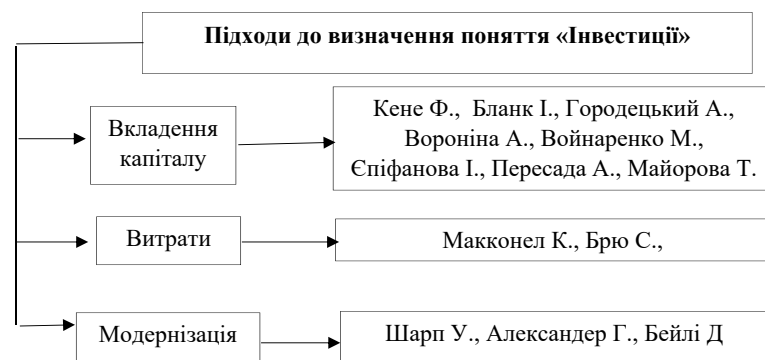 Підходи до визначення поняття «Інвестиції»
Вкладення
капіталу
Кене Ф., Бланк І., Городецький А.,
Вороніна А., Войнаренко М.,
Єпіфанова І., Пересада А., Майорова Т.
Витрати
Макконел К., Брю С.,
Модернізація
Шарп У., Александер Г., Бейлі Д